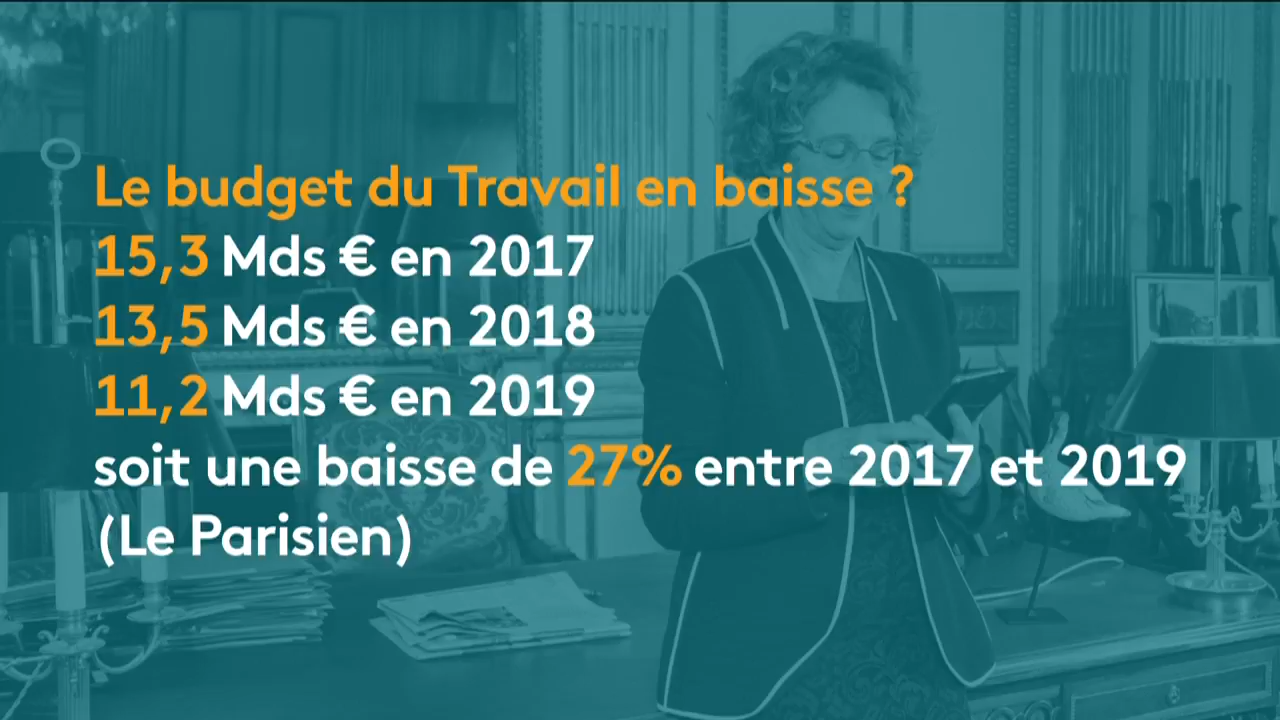 Le budget du Travail en baisse ?
15,3 Mds € en 2017
13,5 Mds € en 2018
11,2 Mds € en 2019
soit une baisse de 27% entre 2017 et 2019
(Le Parisien)